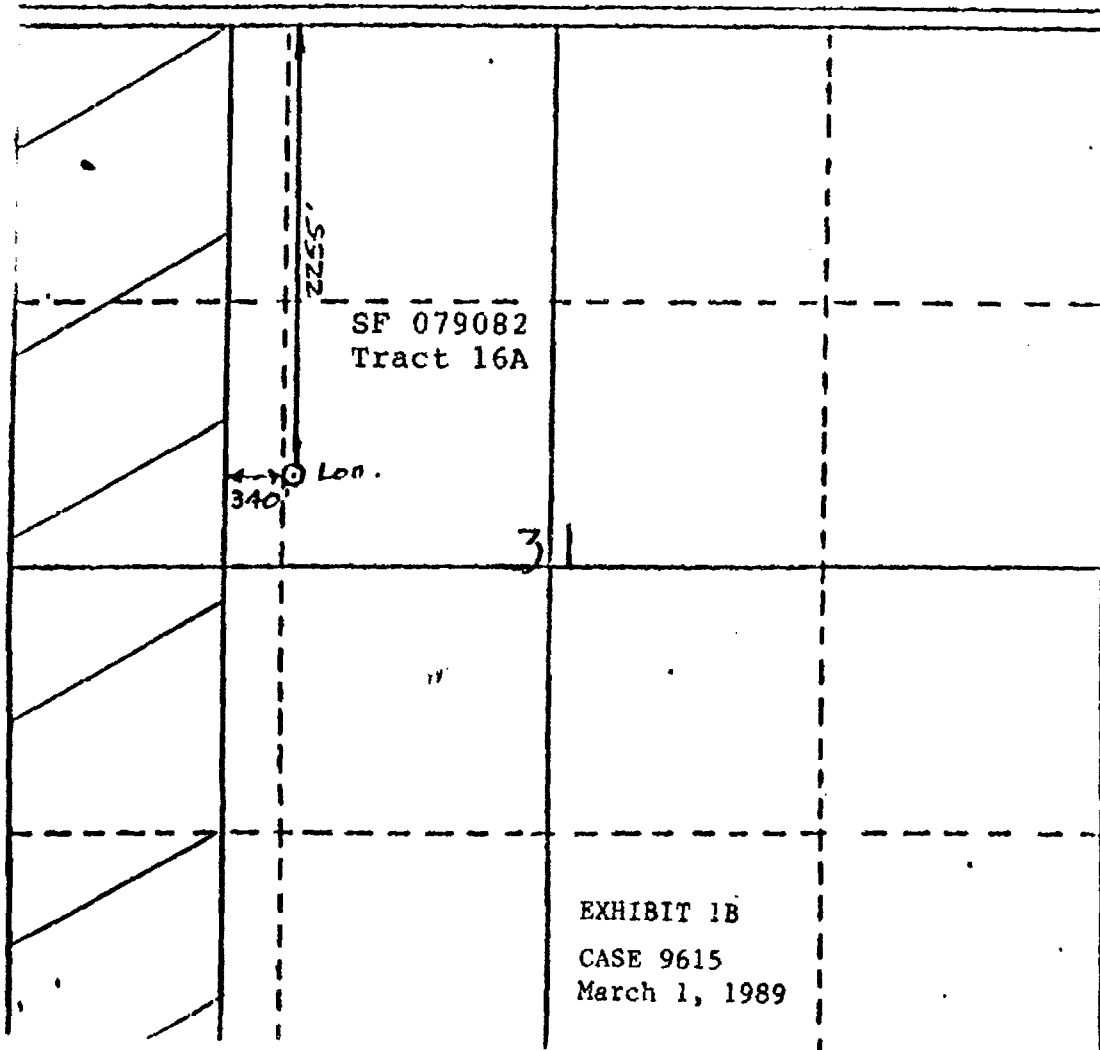 2255'
SF 079082
Tract 16A
Lon.
340'
31
EXHIBIT 1B
CASE 9615
March 1, 1989